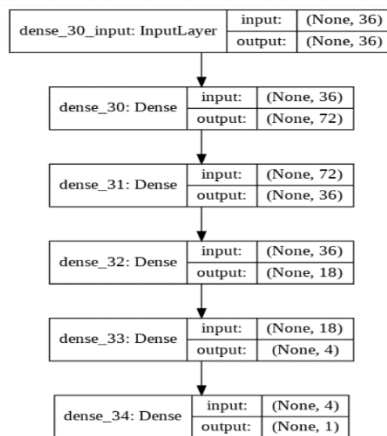 dense_30_input: InputLayer
input: (None, 36)
output: (None, 36)
dense_30: Dense
input: (None, 36)
output: (None, 72)
dense_31: Dense
input: (None, 72)
output: (None, 36)
dense_32: Dense
input: (None, 36)
output: (None, 18)
dense_33: Dense
input: (None, 18)
output: (None, 4)
dense_34: Dense
input: (None, 4)
output: (None, 1)